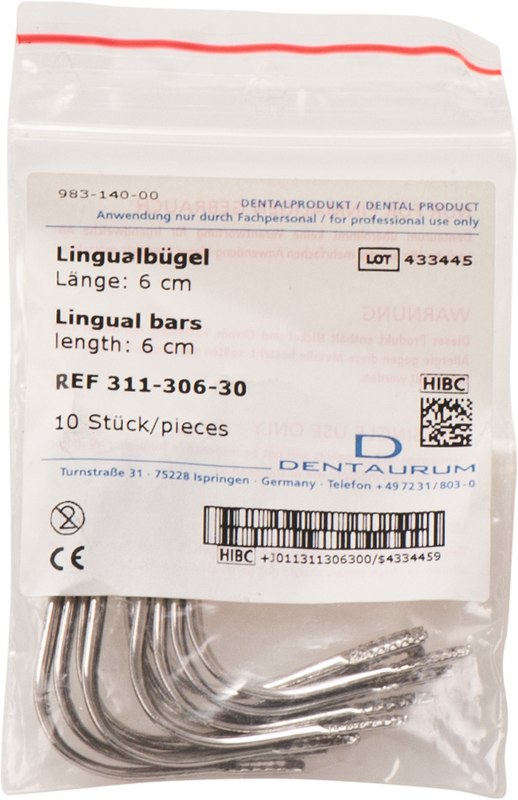 983-140-00
DENTALPRODUKT / DENTAL PRODUCT
Anwendung nur durch Fachpersonal / for professional use only
Lingualbügel
LOT 433445
Länge: 6 cm
Lingual bars
length: 6 cm
REF 311-306-30
HIBC
10 Stück/pieces
D
DENTAURUM
Turnstraße 31 · 75228 Ispringen · Germany · Telefon +49 72 31 / 803-0
2
HIBC +J011311306300/$4334459
CE
WARNUNG